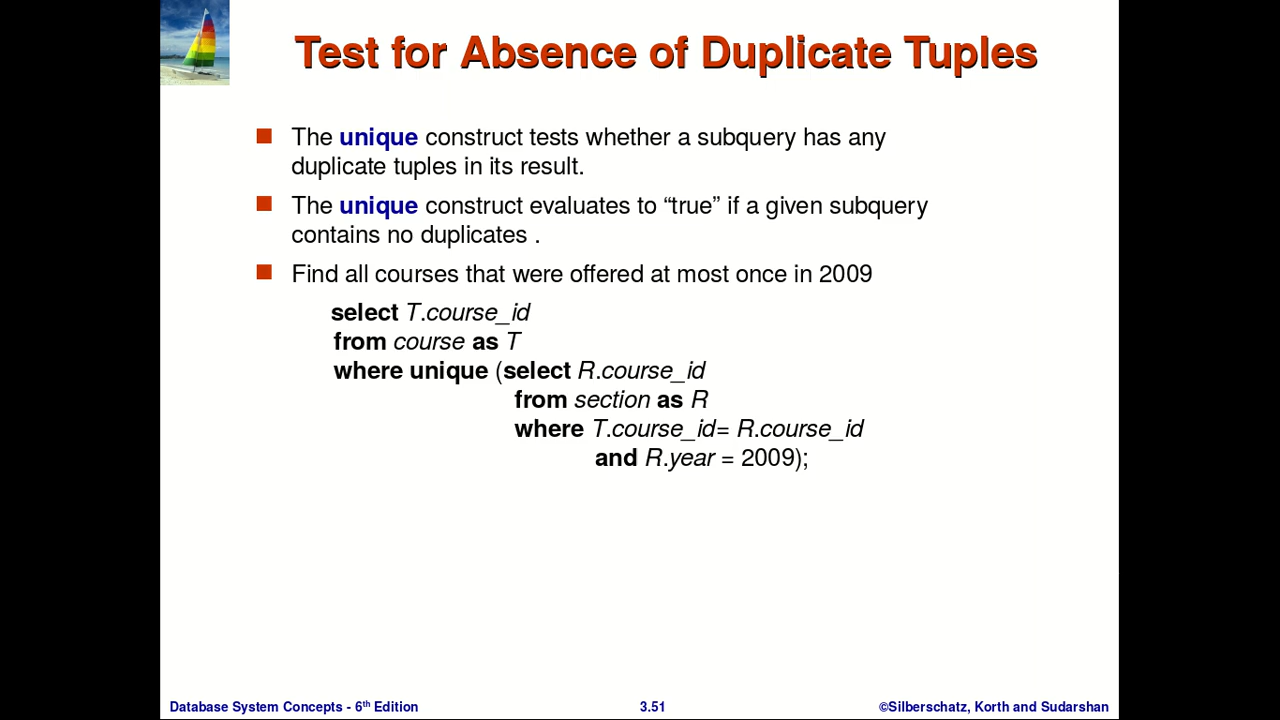 Test for Absence of Duplicate Tuples
The unique construct tests whether a subquery has any
duplicate tuples in its result.
The unique construct evaluates to “true” if a given subquery
contains no duplicates .
Find all courses that were offered at most once in 2009
select T.course_id
from course as T
where unique (select R.course_id
from section as R
where T.course_id= R.course_id
and R.year = 2009);
Database System Concepts - 6th Edition
3.51
©Silberschatz, Korth and Sudarshan